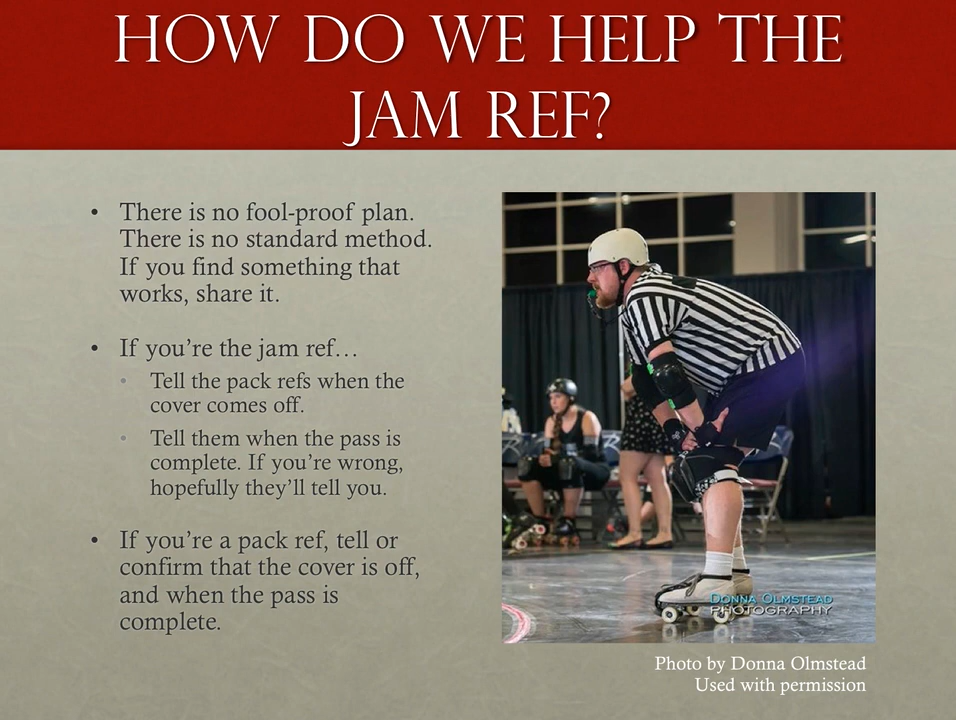 HOW DO WE HELP THE
JAM REF?
• There is no fool-proof plan.
There is no standard method.
If you find something that
works, share it.
• If you’re the jam ref…
• Tell the pack refs when the
cover comes off.
• Tell them when the pass is
complete. If you’re wrong,
hopefully they’ll tell you.
• If you’re a pack ref, tell or
confirm that the cover is off,
and when the pass is
complete.
DONNA OLMSTEAD
PHOTOGRAPHY
Photo by Donna Olmstead
Used with permission